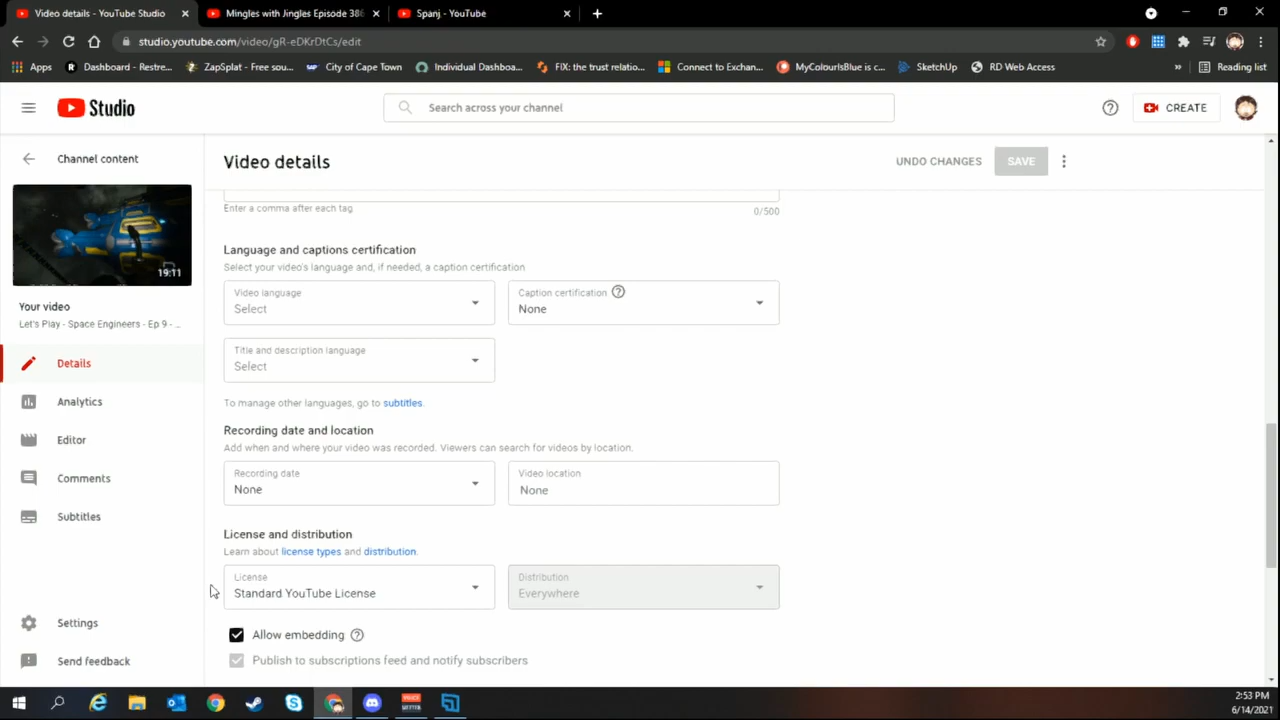 Video details - YouTube Studio
Mingles with Jingles Episode 386
Spanj - YouTube
studio.youtube.com/video/gR-eDKrDtCs/edit
Apps
Dashboard - Restre...
ZapSplat - Free sou...
City of Cape Town
Individual Dashboa...
FIX: the trust relatio...
Connect to Exchan...
MyColourIsBlue is c...
SketchUp
RD Web Access
»
Reading list
Studio
Search across your channel
CREATE
Channel content
19:11
Your video
Let's Play - Space Engineers - Ep 9 - ...
Details
Analytics
Editor
Comments
Subtitles
Settings
Send feedback
Video details
UNDO CHANGES
SAVE
Enter a comma after each tag
0/500
Language and captions certification
Select your video's language and, if needed, a caption certification
Video language
Select
Caption certification
None
Title and description language
Select
To manage other languages, go to subtitles.
Recording date and location
Add when and where your video was recorded. Viewers can search for videos by location.
Recording date
None
Video location
None
License and distribution
Learn about license types and distribution.
License
Standard YouTube License
Distribution
Everywhere
Allow embedding
Publish to subscriptions feed and notify subscribers
2:53 PM
6/14/2021